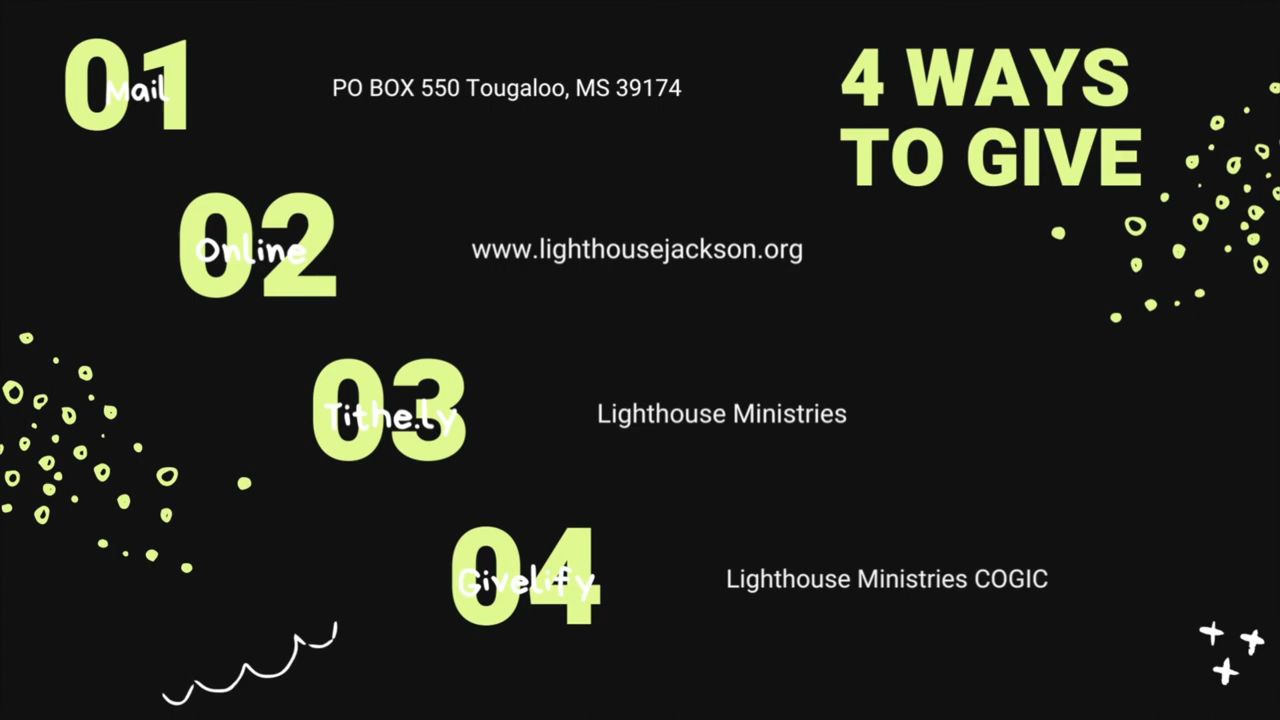 4 WAYS
TO GIVE
01
Mail
PO BOX 550 Tougaloo, MS 39174
02
Online
www.lighthousejackson.org
03
Tithe.ly
Lighthouse Ministries
04
Givelify
Lighthouse Ministries COGIC